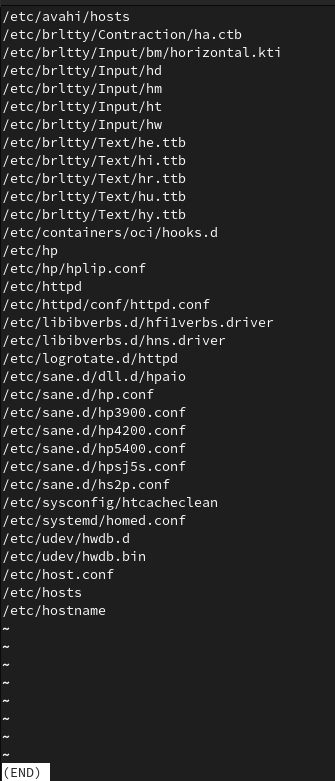 /etc/avahi/hosts
/etc/brltty/Contraction/ha.ctb
/etc/brltty/Input/bm/horizontal.kti
/etc/brltty/Input/hd
/etc/brltty/Input/hm
/etc/brltty/Input/ht
/etc/brltty/Input/hw
/etc/brltty/Text/he.ttb
/etc/brltty/Text/hi.ttb
/etc/brltty/Text/hr.ttb
/etc/brltty/Text/hu.ttb
/etc/brltty/Text/hy.ttb
/etc/containers/oci/hooks.d
/etc/hp
/etc/hp/hplip.conf
/etc/httpd
/etc/httpd/conf/httpd.conf
/etc/libibverbs.d/hfi1verbs.driver
/etc/libibverbs.d/hns.driver
/etc/logrotate.d/httpd
/etc/sane.d/dll.d/hpaio
/etc/sane.d/hp.conf
/etc/sane.d/hp3900.conf
/etc/sane.d/hp4200.conf
/etc/sane.d/hp5400.conf
/etc/sane.d/hpsj5s.conf
/etc/sane.d/hs2p.conf
/etc/sysconfig/htcacheclean
/etc/systemd/homed.conf
/etc/udev/hwdb.d
/etc/udev/hwdb.bin
/etc/host.conf
/etc/hosts
/etc/hostname
~
~
~
~
~
~
~
~
(END)